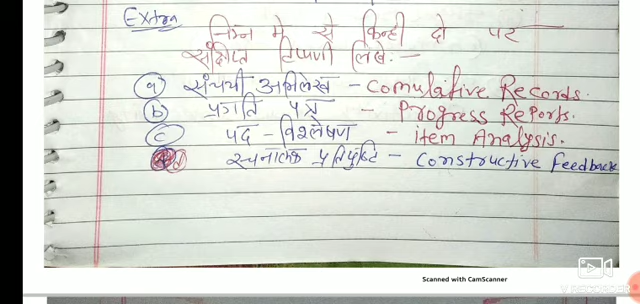 Extra
निम्न में से किन्ही दो पर
संक्षिप्त टिप्पणी लिखे:-
(a) संचयी अभिलेख - Comulative Records.
(b) प्रगति पत्र - Progress Reports.
(c) पद - विश्लेषण - item Analysis.
(d) रचनात्मक प्रतिपुष्टि - Constructive Feedback
Scanned with CamScanner
V RECORDER